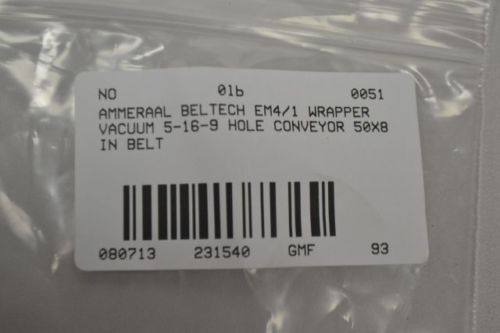 NO 01b 0051
AMMERAAL BELTECH EM4/1 WRAPPER
VACUUM 5-16-9 HOLE CONVEYOR 50X8
IN BELT
080713 231540 GMF 93